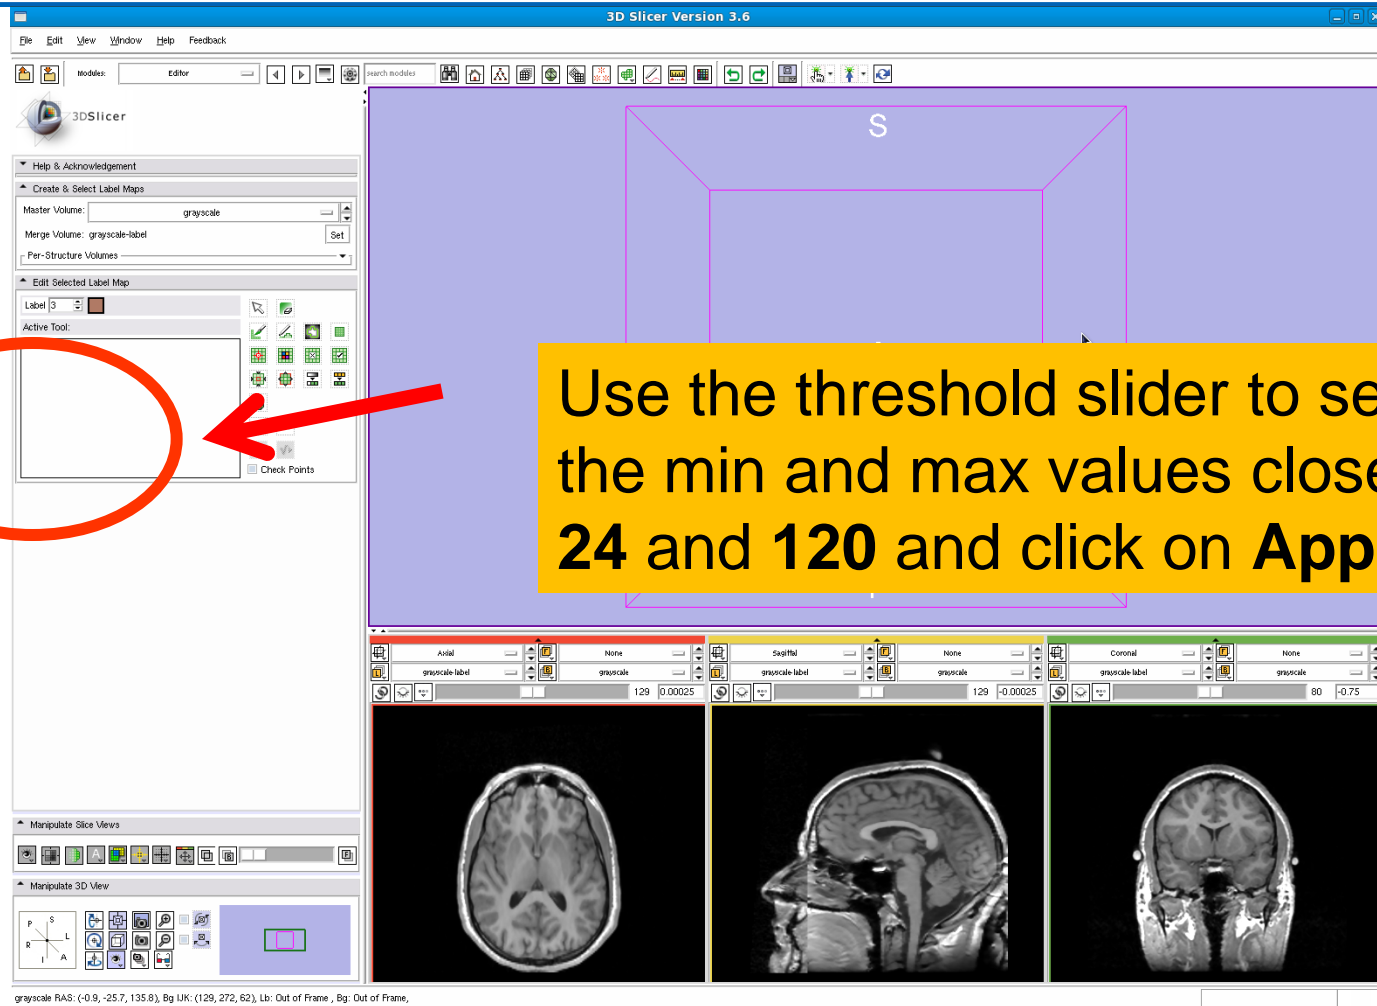 3D Slicer Version 3.6
File Edit View Window Help Feedback
Modules: Editor search modules
3DSlicer
Help & Acknowledgement
Create & Select Label Maps
Master Volume: grayscale
Merge Volume: grayscale-label Set
Per-Structure Volumes
Edit Selected Label Map
Label 3
Active Tool:
Check Points
S
Use the threshold slider to se
the min and max values close
24 and 120 and click on App
Axial None
grayscale-label grayscale
129 0.00025
Sagittal None
grayscale-label grayscale
129 -0.00025
Coronal None
grayscale-label grayscale
80 -0.75
Manipulate Slice Views
Manipulate 3D View
P S
R L
I A
grayscale RAS: (-0.9, -25.7, 135.8), Bg IJK: (129, 272, 62), Lb: Out of Frame , Bg: Out of Frame,